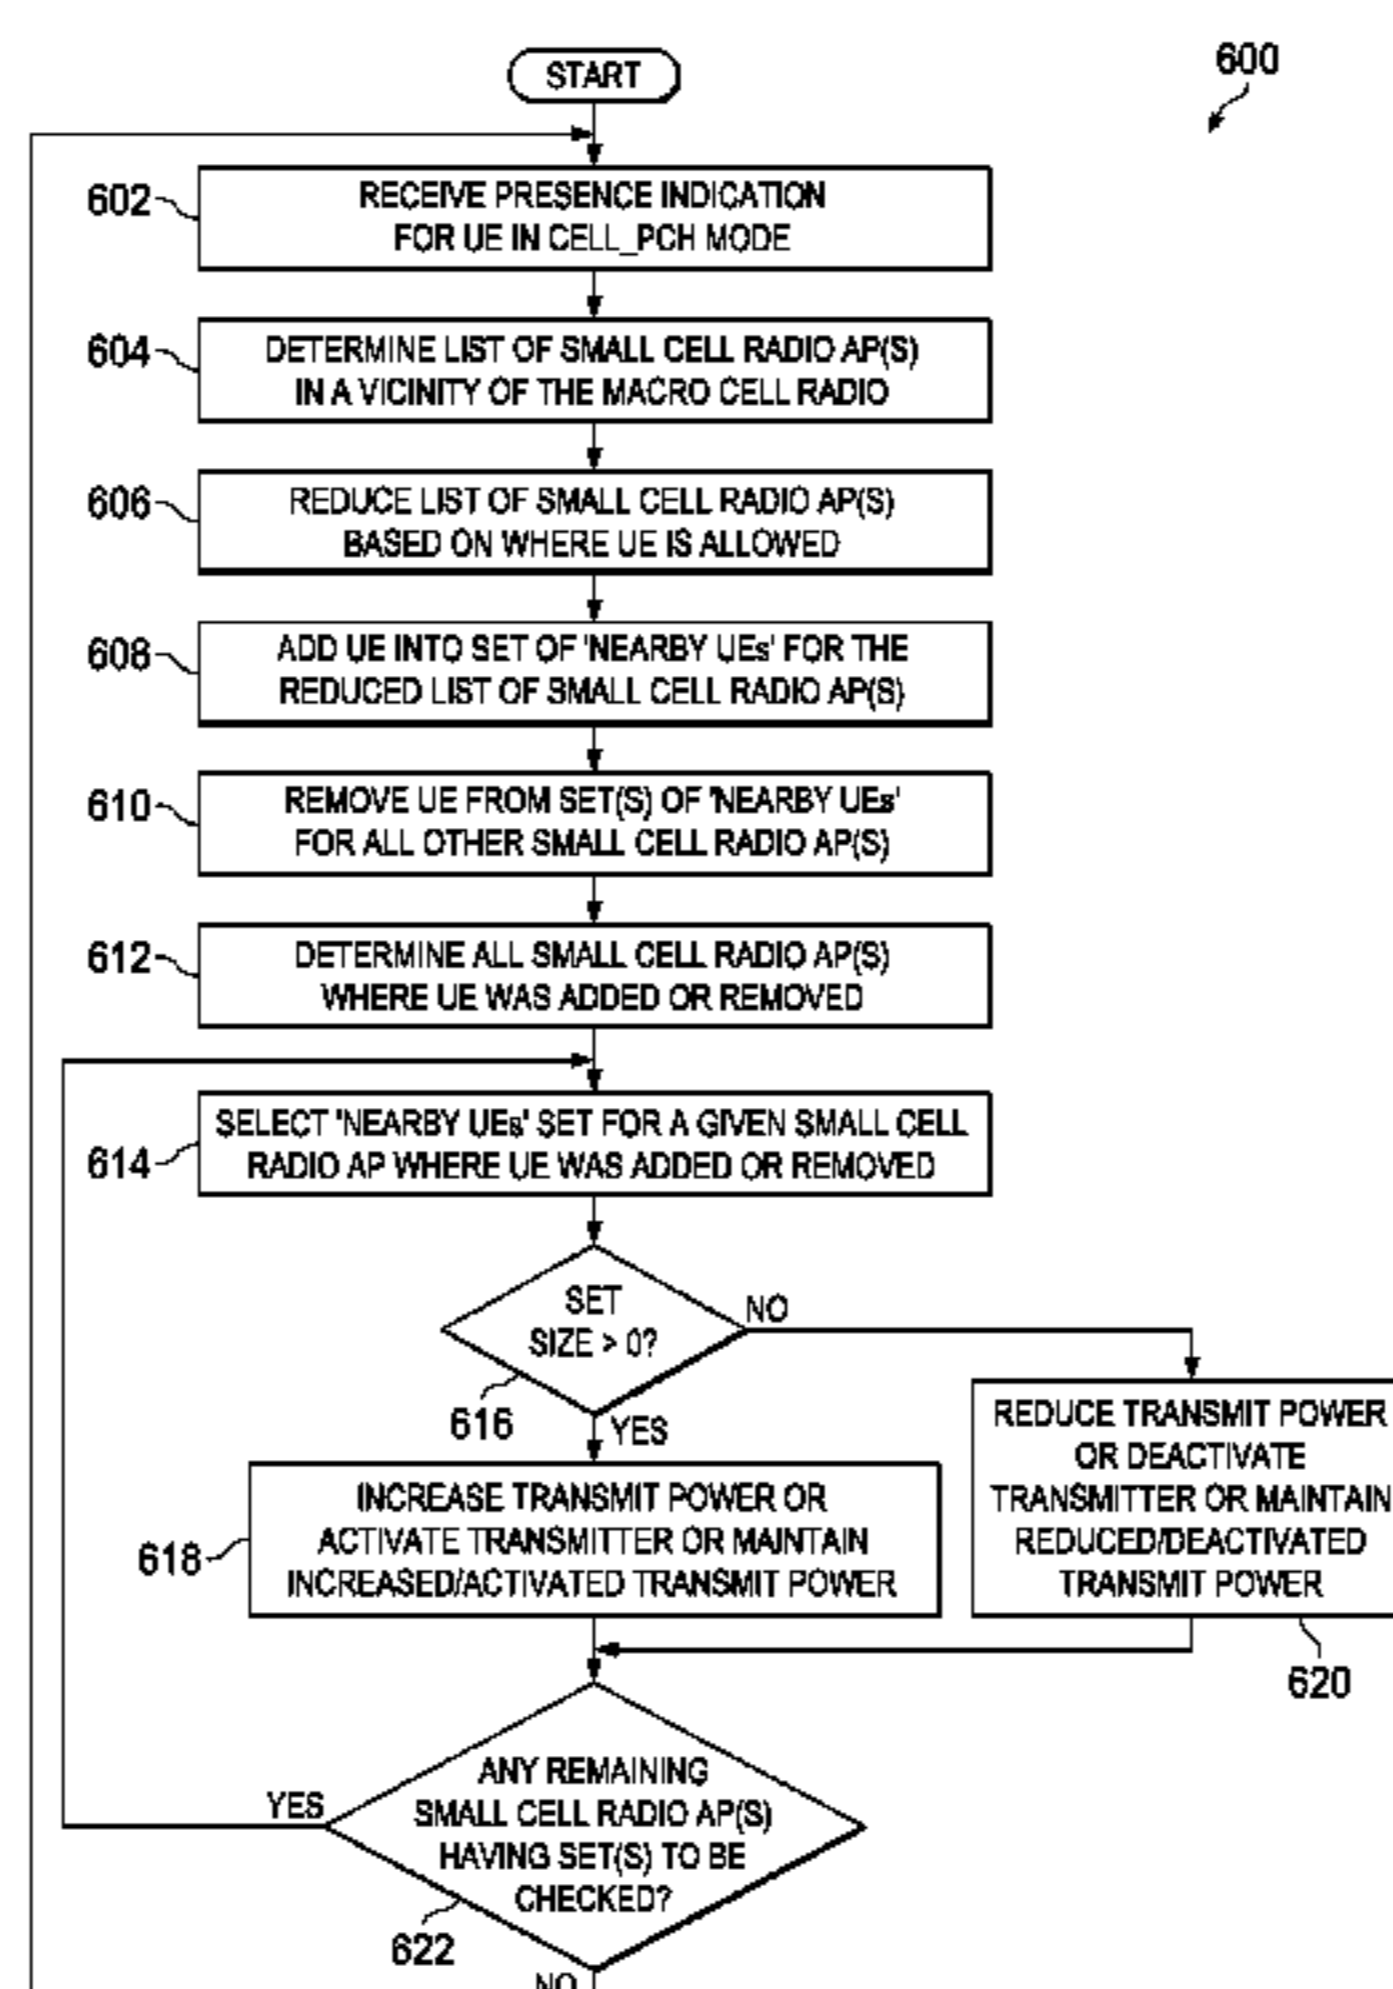 START
600
602
RECEIVE PRESENCE INDICATION
FOR UE IN CELL_PCH MODE
604
DETERMINE LIST OF SMALL CELL RADIO AP(S)
IN A VICINITY OF THE MACRO CELL RADIO
606
REDUCE LIST OF SMALL CELL RADIO AP(S)
BASED ON WHERE UE IS ALLOWED
608
ADD UE INTO SET OF 'NEARBY UEs' FOR THE
REDUCED LIST OF SMALL CELL RADIO AP(S)
610
REMOVE UE FROM SET(S) OF 'NEARBY UEs'
FOR ALL OTHER SMALL CELL RADIO AP(S)
612
DETERMINE ALL SMALL CELL RADIO AP(S)
WHERE UE WAS ADDED OR REMOVED
614
SELECT 'NEARBY UEs' SET FOR A GIVEN SMALL CELL
RADIO AP WHERE UE WAS ADDED OR REMOVED
SET
SIZE > 0?
NO
616
YES
618
INCREASE TRANSMIT POWER OR
ACTIVATE TRANSMITTER OR MAINTAIN
INCREASED/ACTIVATED TRANSMIT POWER
REDUCE TRANSMIT POWER
OR DEACTIVATE
TRANSMITTER OR MAINTAIN
REDUCED/DEACTIVATED
TRANSMIT POWER
620
YES
ANY REMAINING
SMALL CELL RADIO AP(S)
HAVING SET(S) TO BE
CHECKED?
622
NO